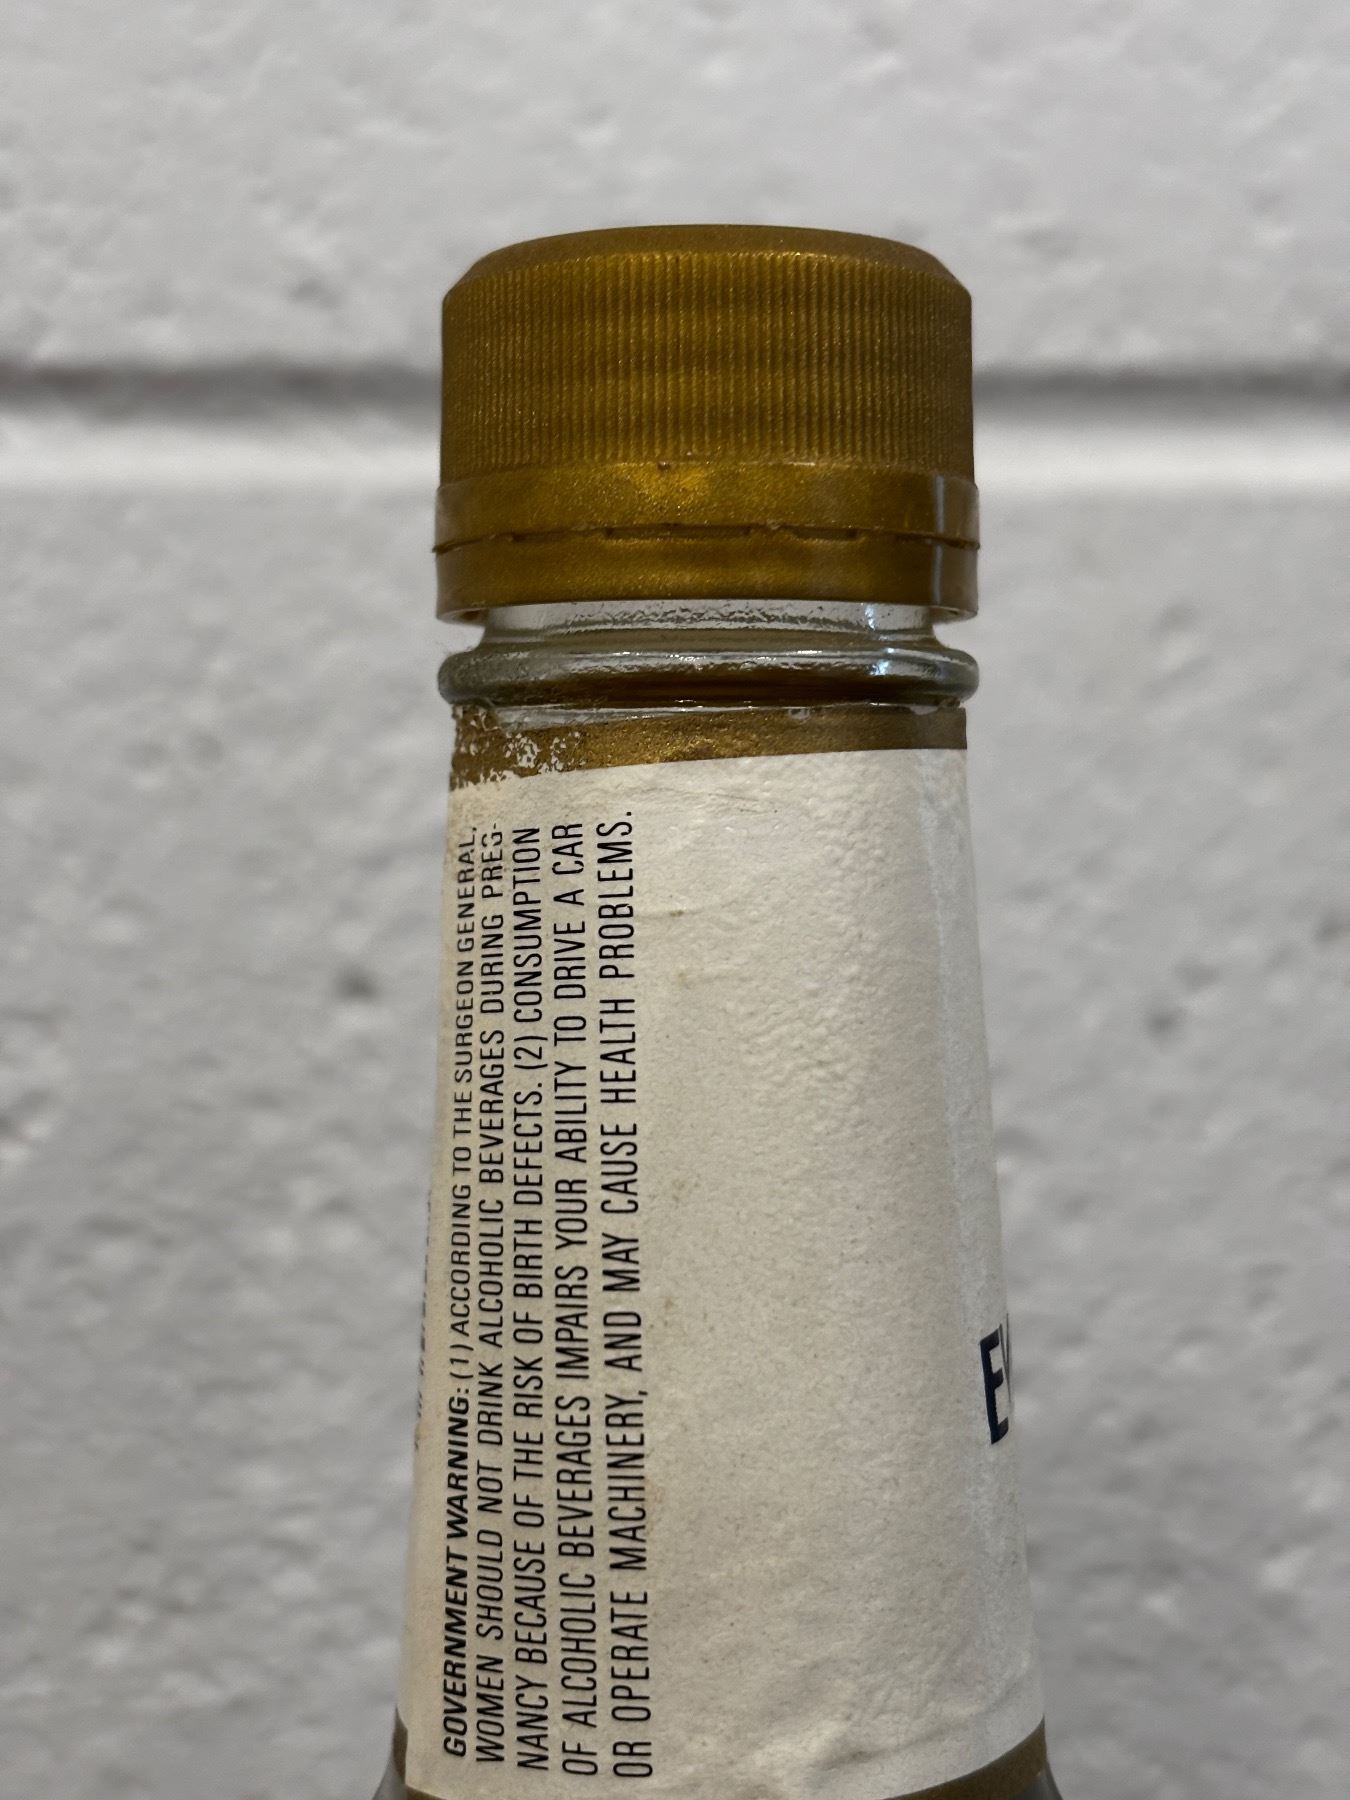 GOVERNMENT WARNING: (1) ACCORDING TO THE SURGEON GENERAL,
WOMEN SHOULD NOT DRINK ALCOHOLIC BEVERAGES DURING PREG-
NANCY BECAUSE OF THE RISK OF BIRTH DEFECTS. (2) CONSUMPTION
OF ALCOHOLIC BEVERAGES IMPAIRS YOUR ABILITY TO DRIVE A CAR
OR OPERATE MACHINERY, AND MAY CAUSE HEALTH PROBLEMS.